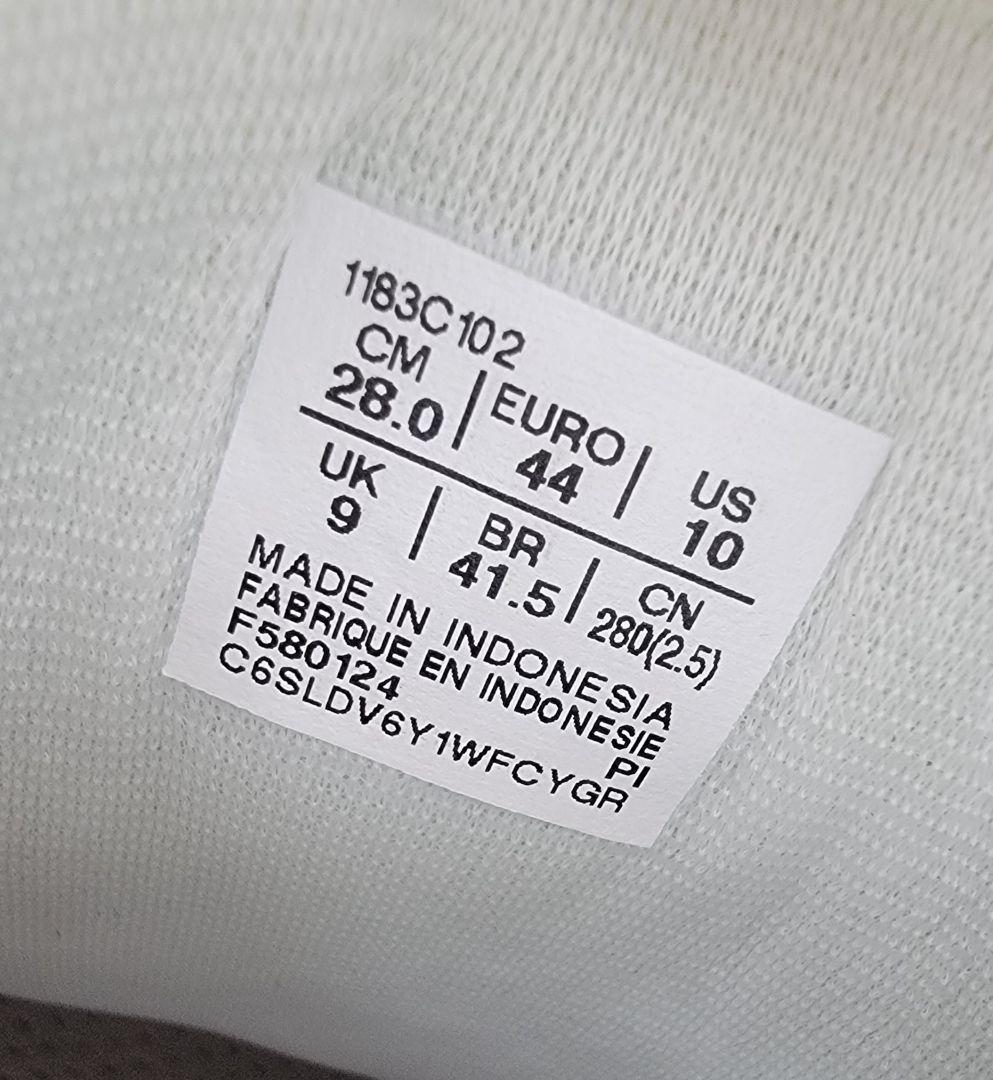 1183C102
CM | EURO | US
28.0 | 44 | 10
UK | BR | CN
9 | 41.5 | 280(2.5)
MADE IN INDONESIA
FABRIQUE EN INDONESIE
F580124 PI
C6SLDV6Y1WFCYGR